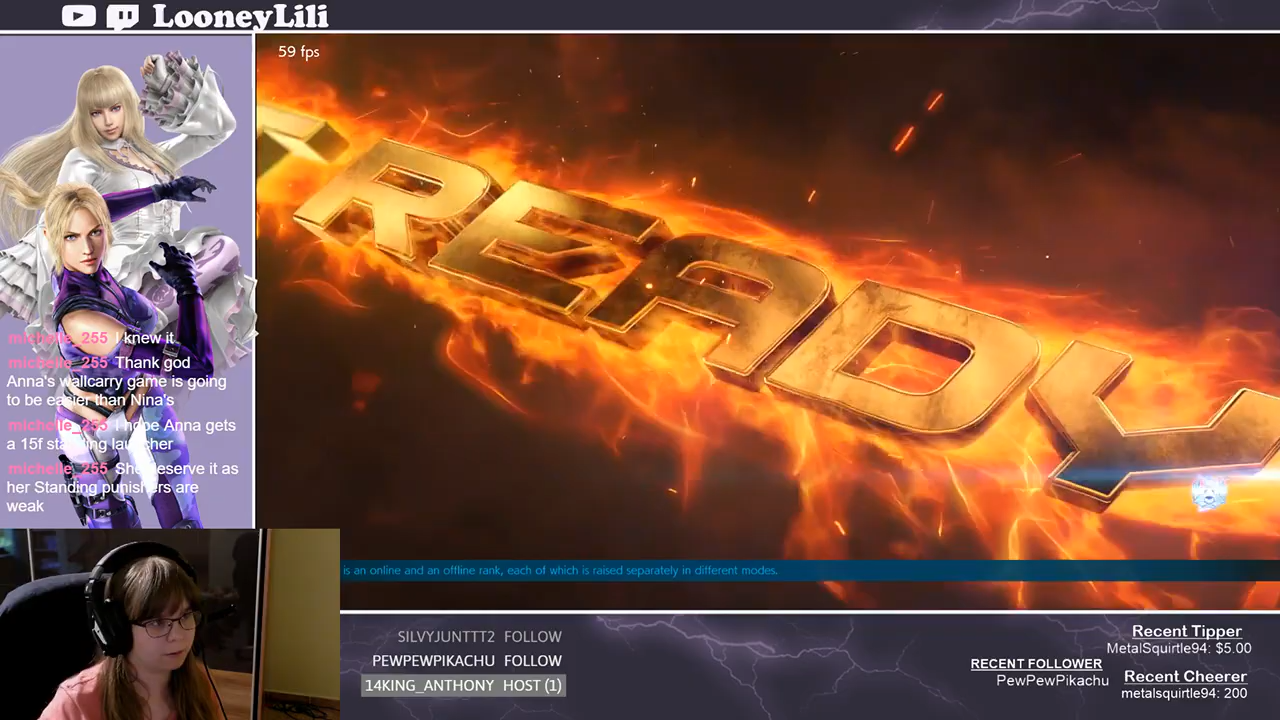 LooneyLili
59 fps
READY
michelle_255 I knew it
michelle_255 Thank god
Anna's wallcarry game is going
to be easier than Nina's
michelle_255 I hope Anna gets
a 15f standing launcher
michelle_255 She deserve it as
her Standing punishers are
weak
is an online and an offline rank, each of which is raised separately in different modes.
SILVYJUNTTT2 FOLLOW
PEWPEWPIKACHU FOLLOW
14KING_ANTHONY HOST (1)
RECENT FOLLOWER
PewPewPikachu
Recent Tipper
MetalSquirtle94: $5.00
Recent Cheerer
metalsquirtle94: 200